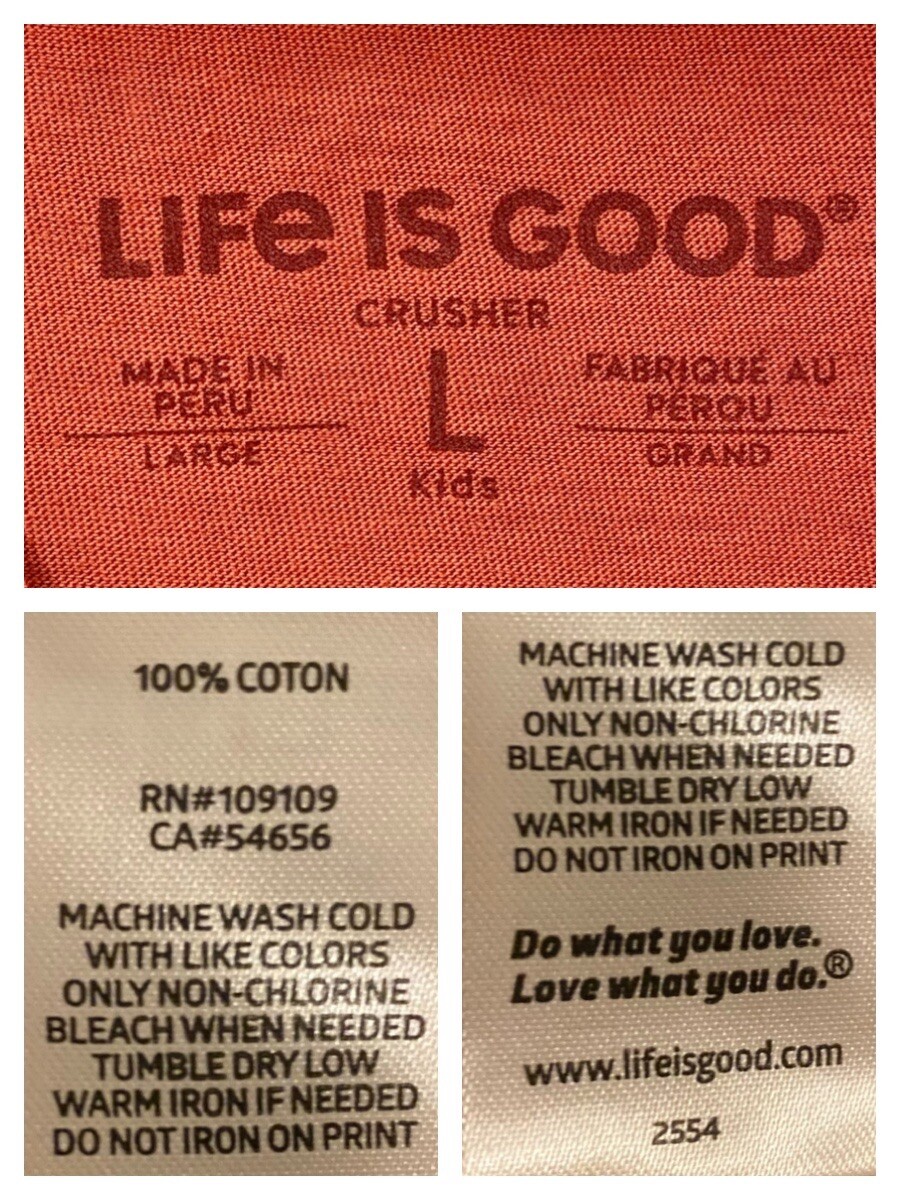 LIFe IS GOOD®
CRUSHER
MADE IN
PERU
LARGE
L
Kids
FABRIQUÉ AU
PÉROU
GRAND
100% COTON
RN#109109
CA#54656
MACHINE WASH COLD
WITH LIKE COLORS
ONLY NON-CHLORINE
BLEACH WHEN NEEDED
TUMBLE DRY LOW
WARM IRON IF NEEDED
DO NOT IRON ON PRINT
MACHINE WASH COLD
WITH LIKE COLORS
ONLY NON-CHLORINE
BLEACH WHEN NEEDED
TUMBLE DRY LOW
WARM IRON IF NEEDED
DO NOT IRON ON PRINT
Do what you love.
Love what you do.®
www.lifeisgood.com
2554